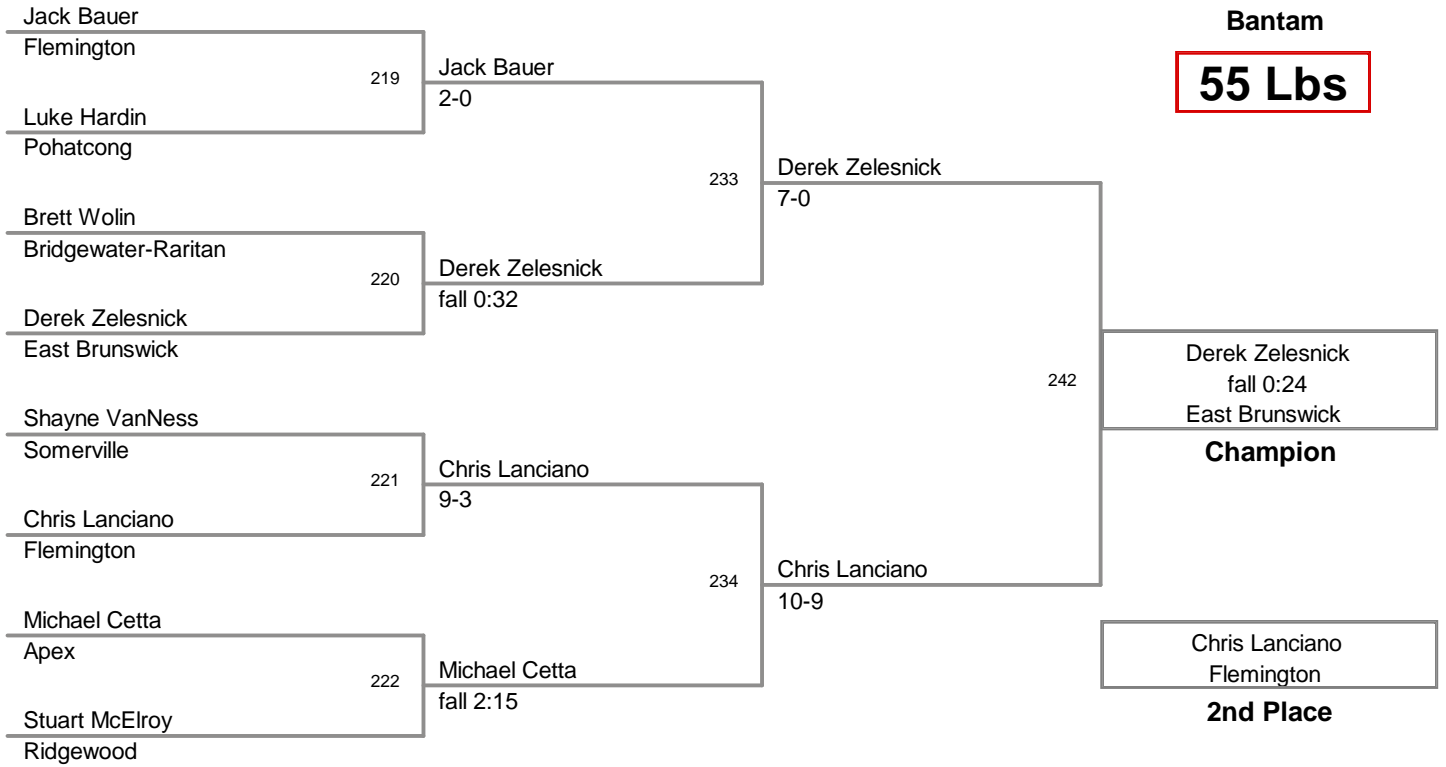 Jack Bauer
Flemington
219
Jack Bauer
2-0
Luke Hardin
Pohatcong
233
Derek Zelesnick
7-0
Brett Wolin
Bridgewater-Raritan
220
Derek Zelesnick
fall 0:32
Derek Zelesnick
East Brunswick
242
Shayne VanNess
Somerville
221
Chris Lanciano
9-3
Chris Lanciano
Flemington
234
Chris Lanciano
10-9
Michael Cetta
Apex
222
Michael Cetta
fall 2:15
Stuart McElroy
Ridgewood
Bantam
55 Lbs
Derek Zelesnick
fall 0:24
East Brunswick
Champion
Chris Lanciano
Flemington
2nd Place